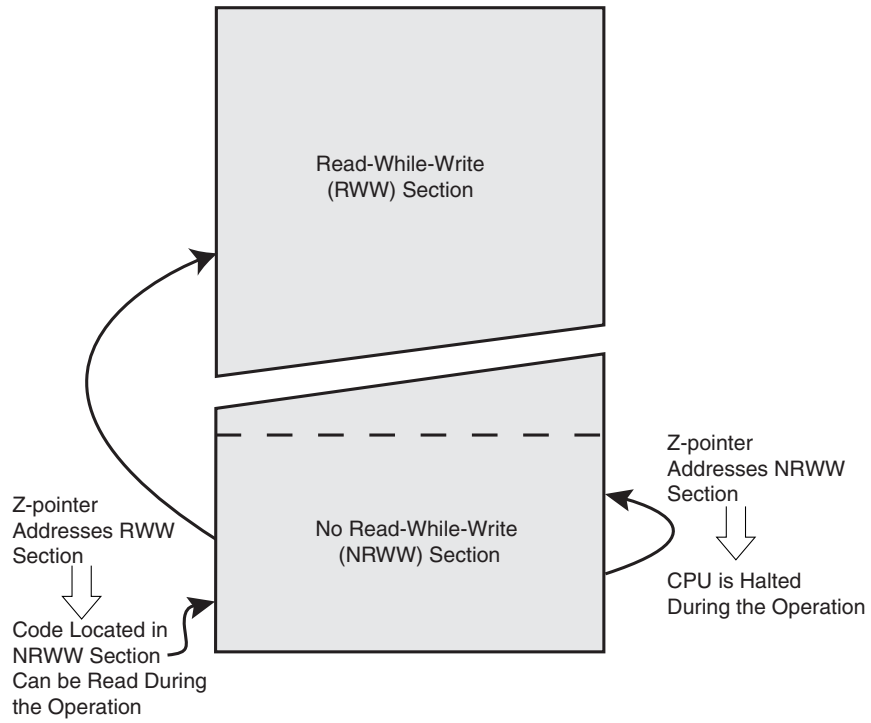 Read-While-Write
(RWW) Section
Z-pointer
Addresses NRWW
Section
No Read-While-Write
(NRWW) Section
CPU is Halted
During the Operation
Z-pointer
Addresses RWW
Section
Code Located in
NRWW Section
Can be Read During
the Operation